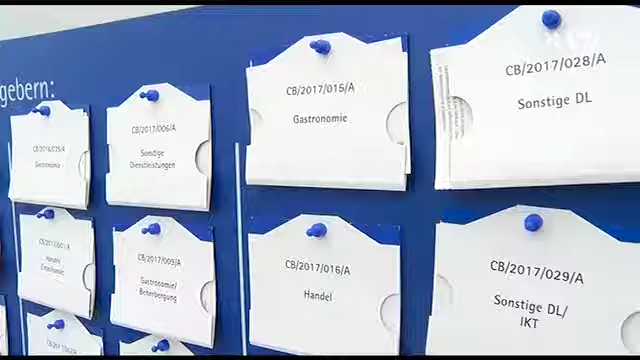 gebern:
CB/2017/006/A
Sonstige
Dienstleistungen
CB/2017/015/A
Gastronomie
CB/2017/028/A
Sonstige DL
Gastronomie
CB/2017/009/A
Gastronomie/
Beherbergung
CB/2017/016/A
Handel
CB/2017/029/A
Sonstige DL/
IKT